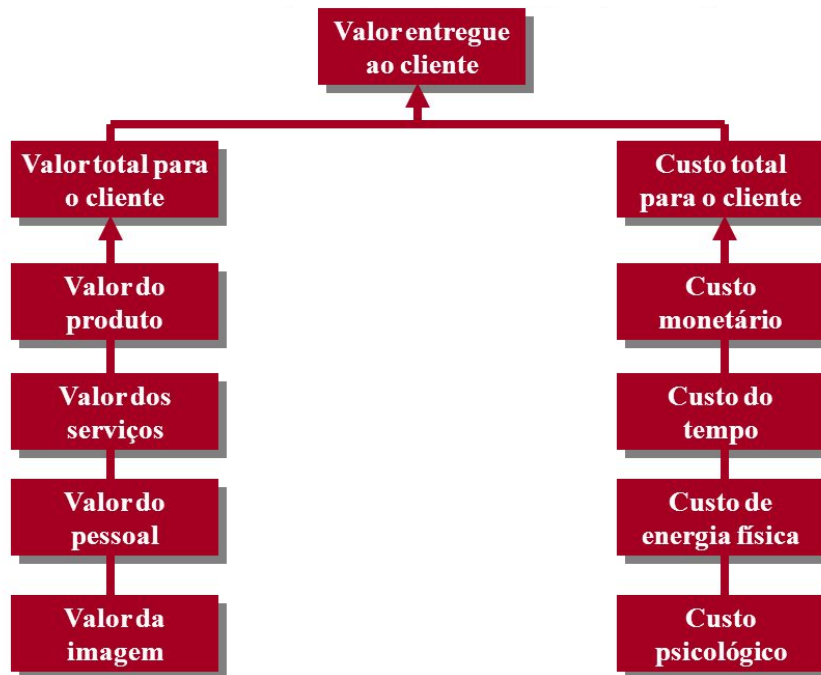 Valor entregue
ao cliente
Valor total para
o cliente
Custo total
para o cliente
Valor do
produto
Custo
monetário
Valor dos
serviços
Custo do
tempo
Valor do
pessoal
Custo de
energia física
Valor da
imagem
Custo
psicológico